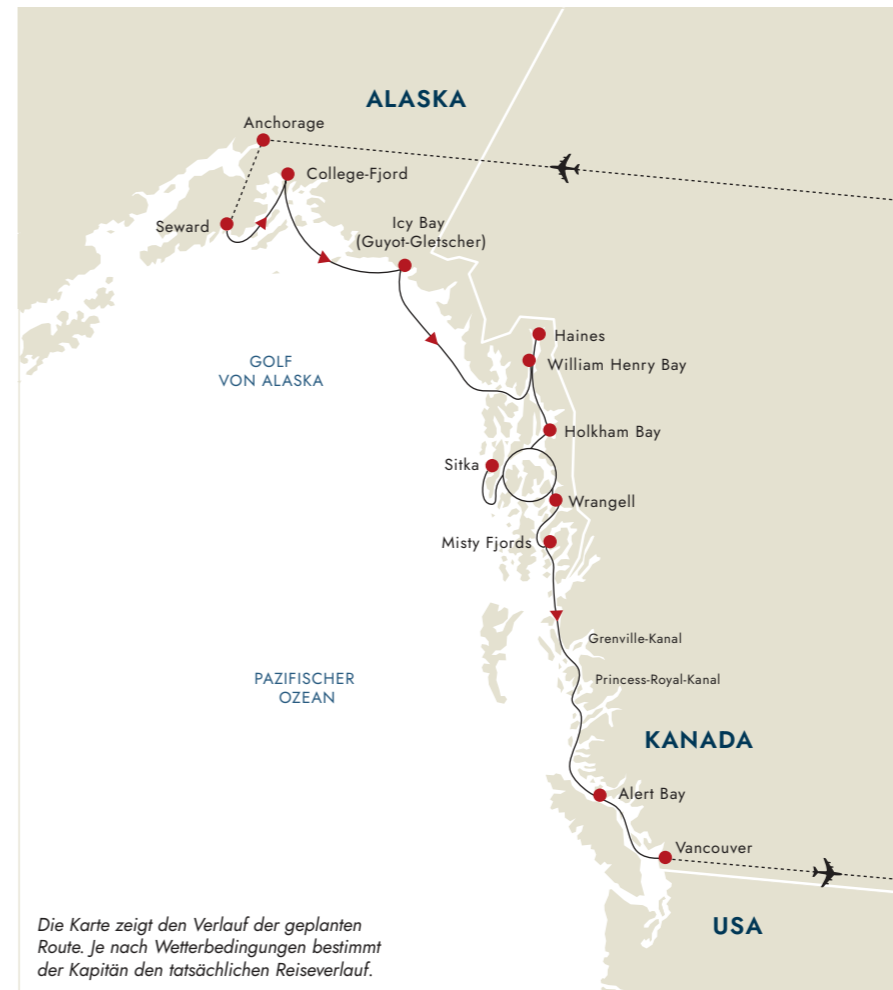 ALASKA
Anchorage
College-Fjord
Seward
Icy Bay
(Guyot-Gletscher)
Haines
GOLF
VON ALASKA
William Henry Bay
Holkham Bay
Sitka
Wrangell
Misty Fjords
Grenville-Kanal
PAZIFISCHER
OZEAN
Princess-Royal-Kanal
KANADA
Alert Bay
Vancouver
USA
Die Karte zeigt den Verlauf der geplanten
Route. Je nach Wetterbedingungen bestimmt
der Kapitän den tatsächlichen Reiseverlauf.